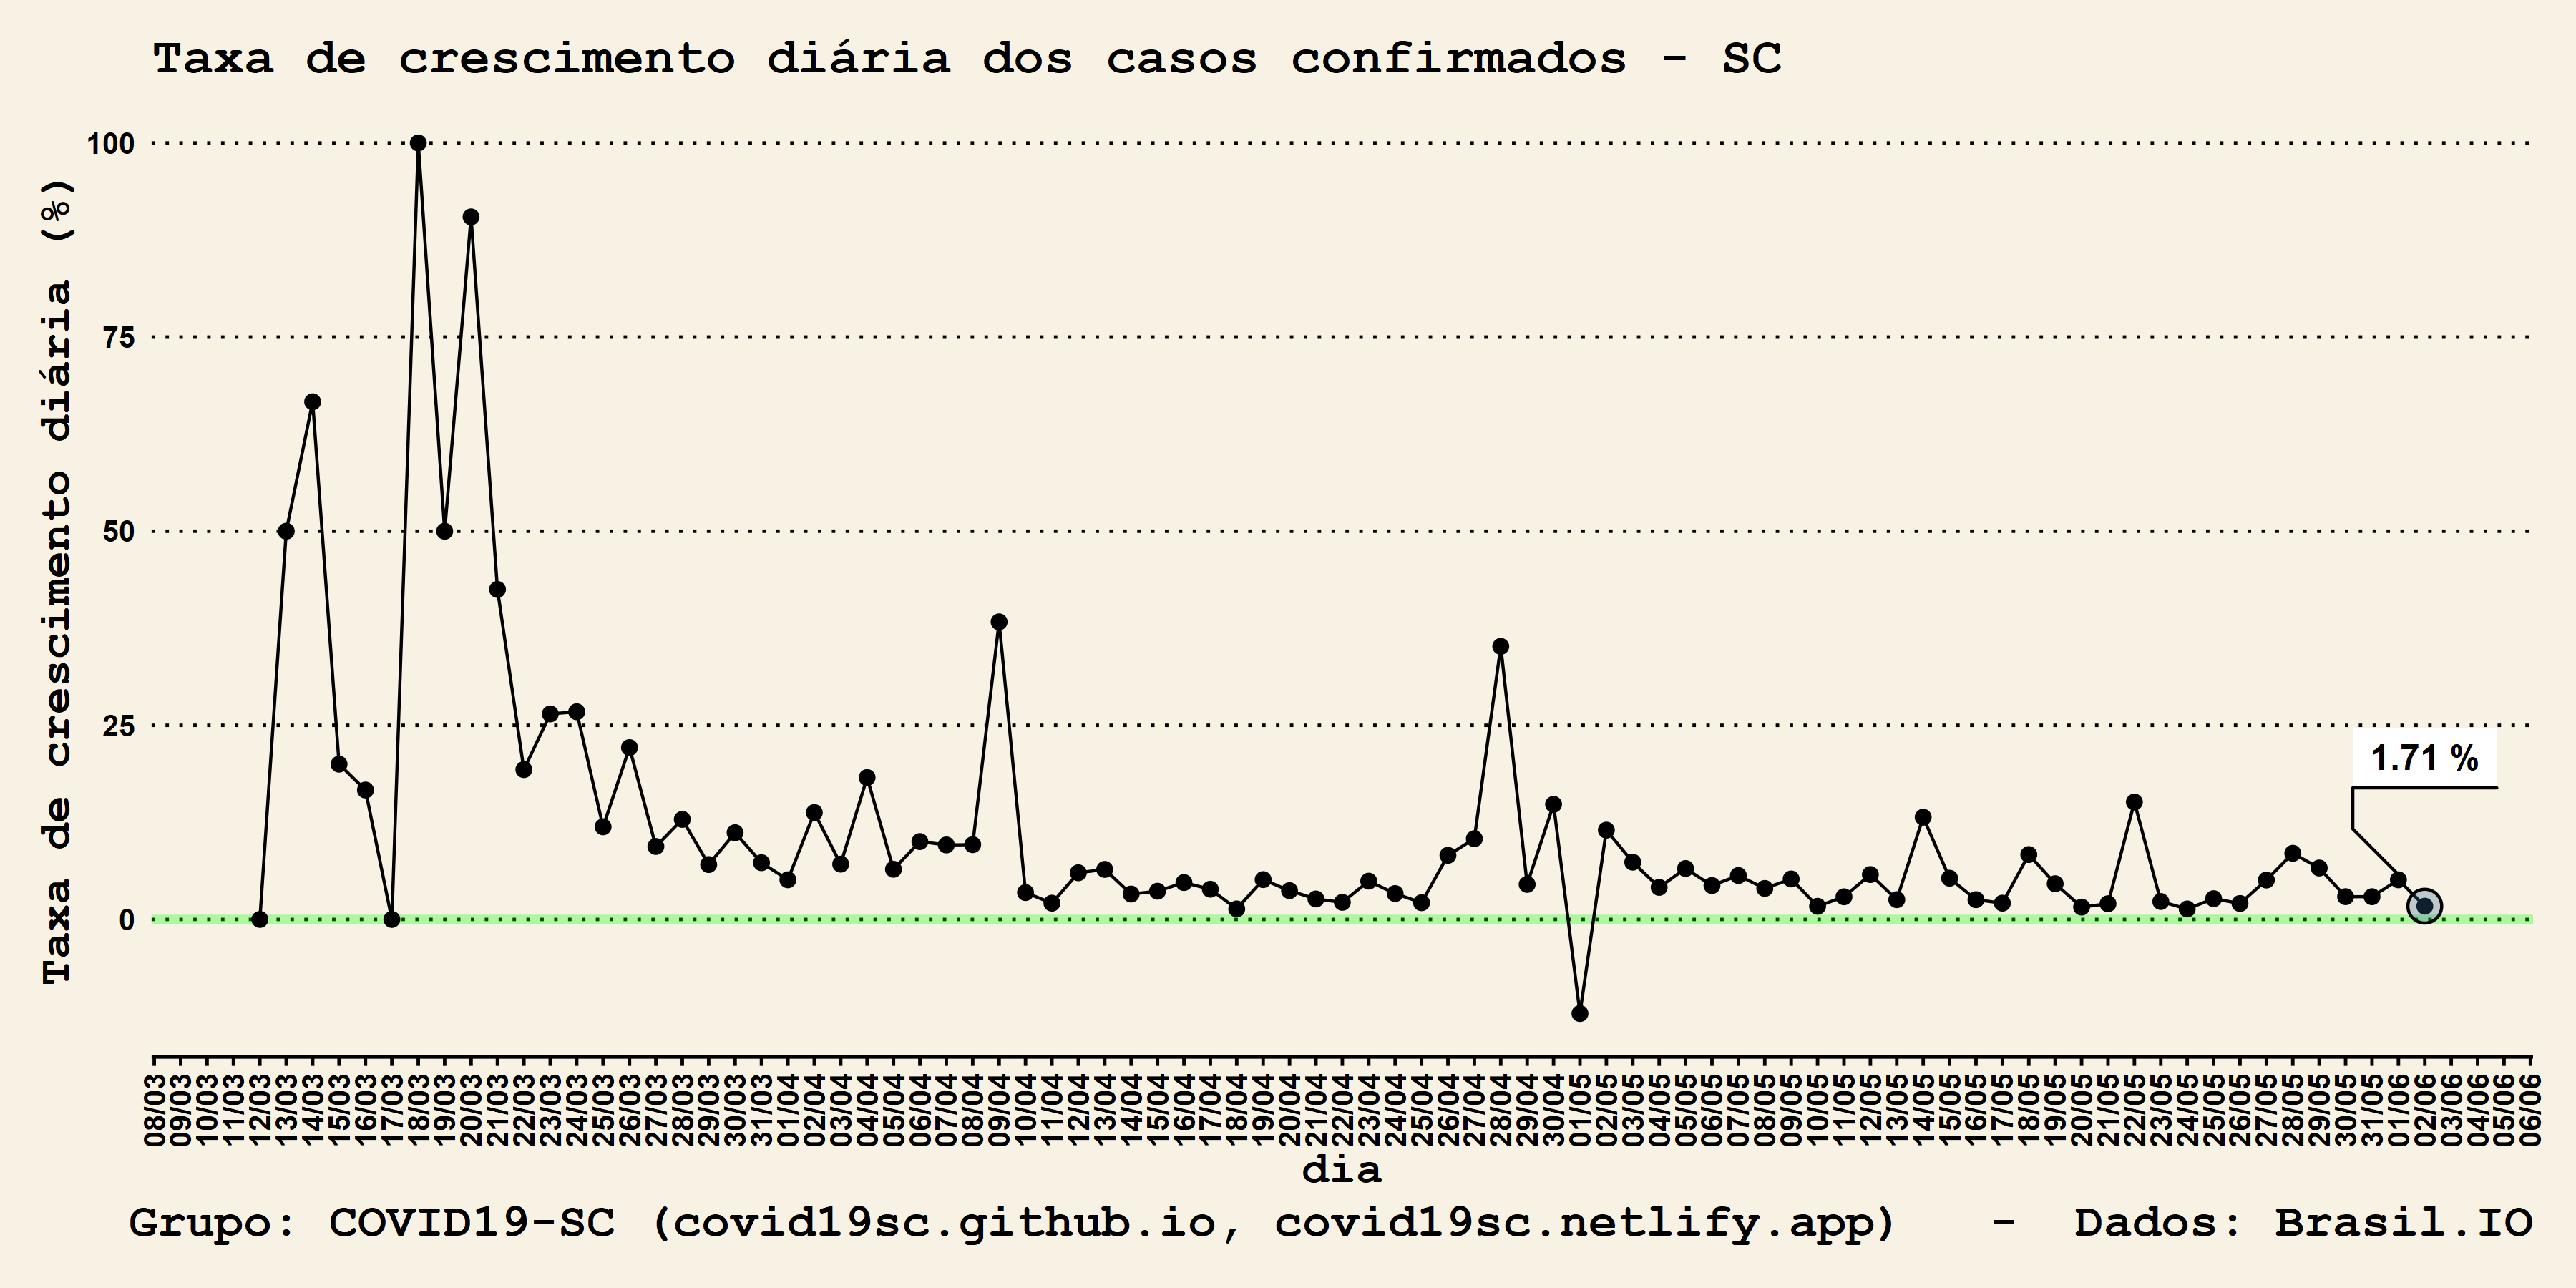 Taxa de crescimento diária dos casos confirmados - SC
Taxa de crescimento diária (%)
100
75
50
25
0
1.71 %
08/03 09/03 10/03 11/03 12/03 13/03 14/03 15/03 16/03 17/03 18/03 19/03 20/03 21/03 22/03 23/03 24/03 25/03 26/03 27/03 28/03 29/03 30/03 31/03 01/04 02/04 03/04 04/04 05/04 06/04 07/04 08/04 09/04 10/04 11/04 12/04 13/04 14/04 15/04 16/04 17/04 18/04 19/04 20/04 21/04 22/04 23/04 24/04 25/04 26/04 27/04 28/04 29/04 30/04 01/05 02/05 03/05 04/05 05/05 06/05 07/05 08/05 09/05 10/05 11/05 12/05 13/05 14/05 15/05 16/05 17/05 18/05 19/05 20/05 21/05 22/05 23/05 24/05 25/05 26/05 27/05 28/05 29/05 30/05 31/05 01/06 02/06 03/06 04/06 05/06 06/06
dia
Grupo: COVID19-SC (covid19sc.github.io, covid19sc.netlify.app) - Dados: Brasil.IO